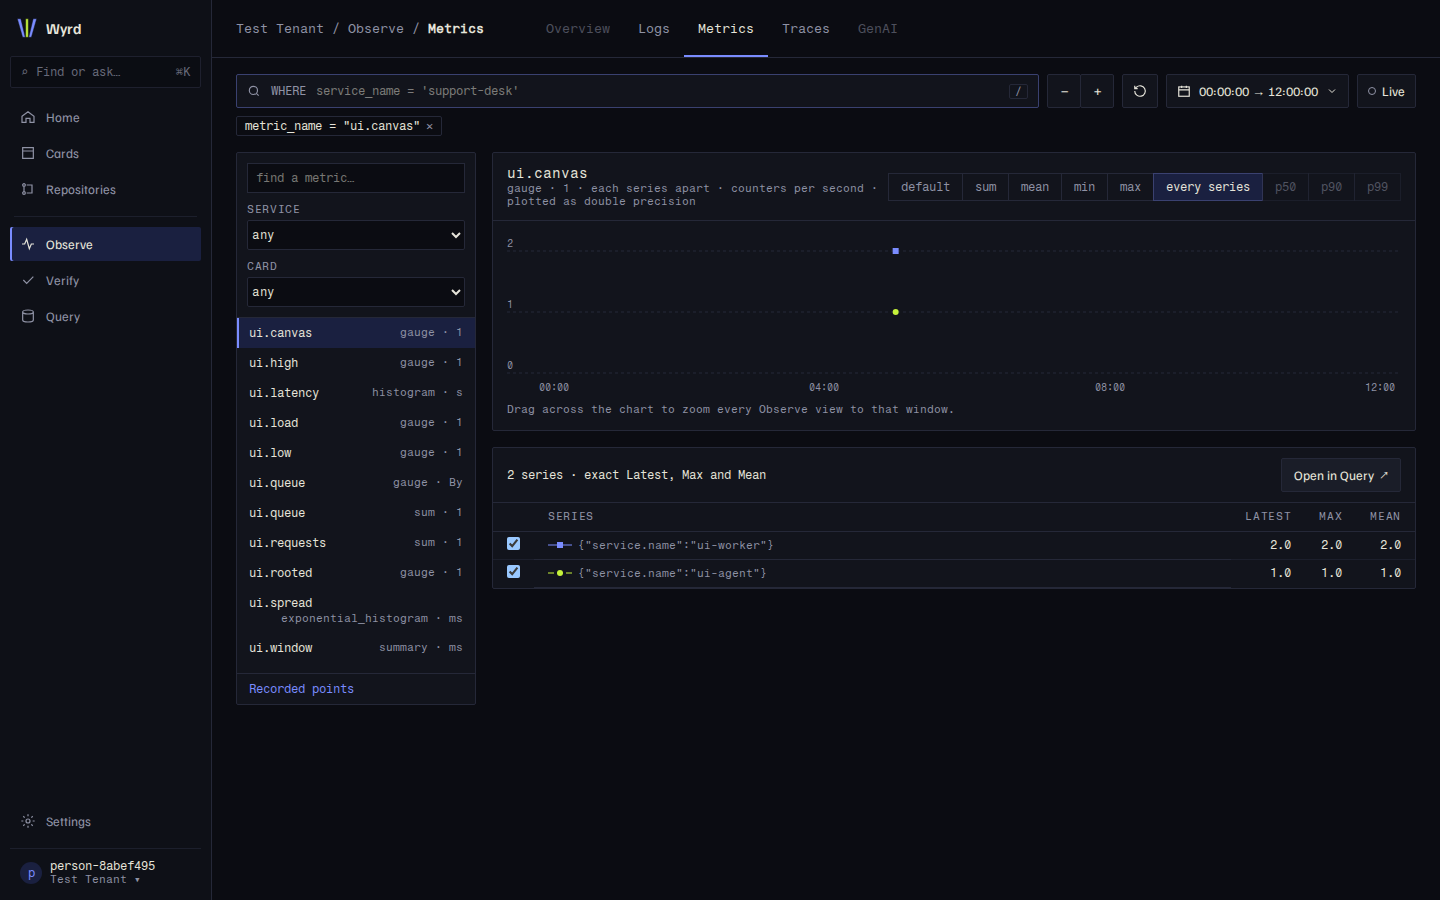 Wyrd
Find or ask… ⌘K
Home
Cards
Repositories
Observe
Verify
Query
Settings
p
person-8abef495
Test Tenant ▾
Test Tenant / Observe / Metrics
Overview Logs Metrics Traces GenAI
WHERE service_name = 'support-desk' /
− +
00:00:00 → 12:00:00
Live
metric_name = "ui.canvas" ×
find a metric…
SERVICE
any
CARD
any
ui.canvas gauge · 1
ui.high gauge · 1
ui.latency histogram · s
ui.load gauge · 1
ui.low gauge · 1
ui.queue gauge · By
ui.queue sum · 1
ui.requests sum · 1
ui.rooted gauge · 1
ui.spread
exponential_histogram · ms
ui.window summary · ms
Recorded points
ui.canvas
gauge · 1 · each series apart · counters per second ·
plotted as double precision
default sum mean min max every series p50 p90 p99
2
1
0
00:00 04:00 08:00 12:00
Drag across the chart to zoom every Observe view to that window.
2 series · exact Latest, Max and Mean
Open in Query ↗
SERIES LATEST MAX MEAN
{"service.name":"ui-worker"} 2.0 2.0 2.0
{"service.name":"ui-agent"} 1.0 1.0 1.0